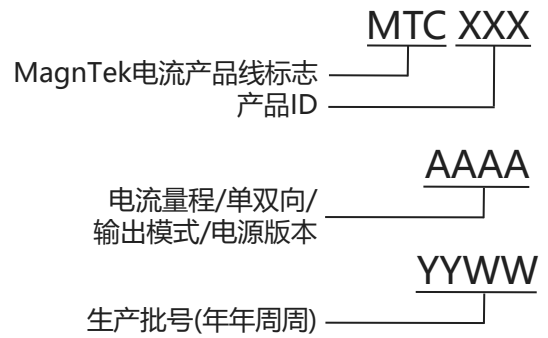 MTC XXX
MagnTek电流产品线标志
产品ID
AAAA
电流量程/单双向/
输出模式/电源版本
YYWW
生产批号(年年周周)